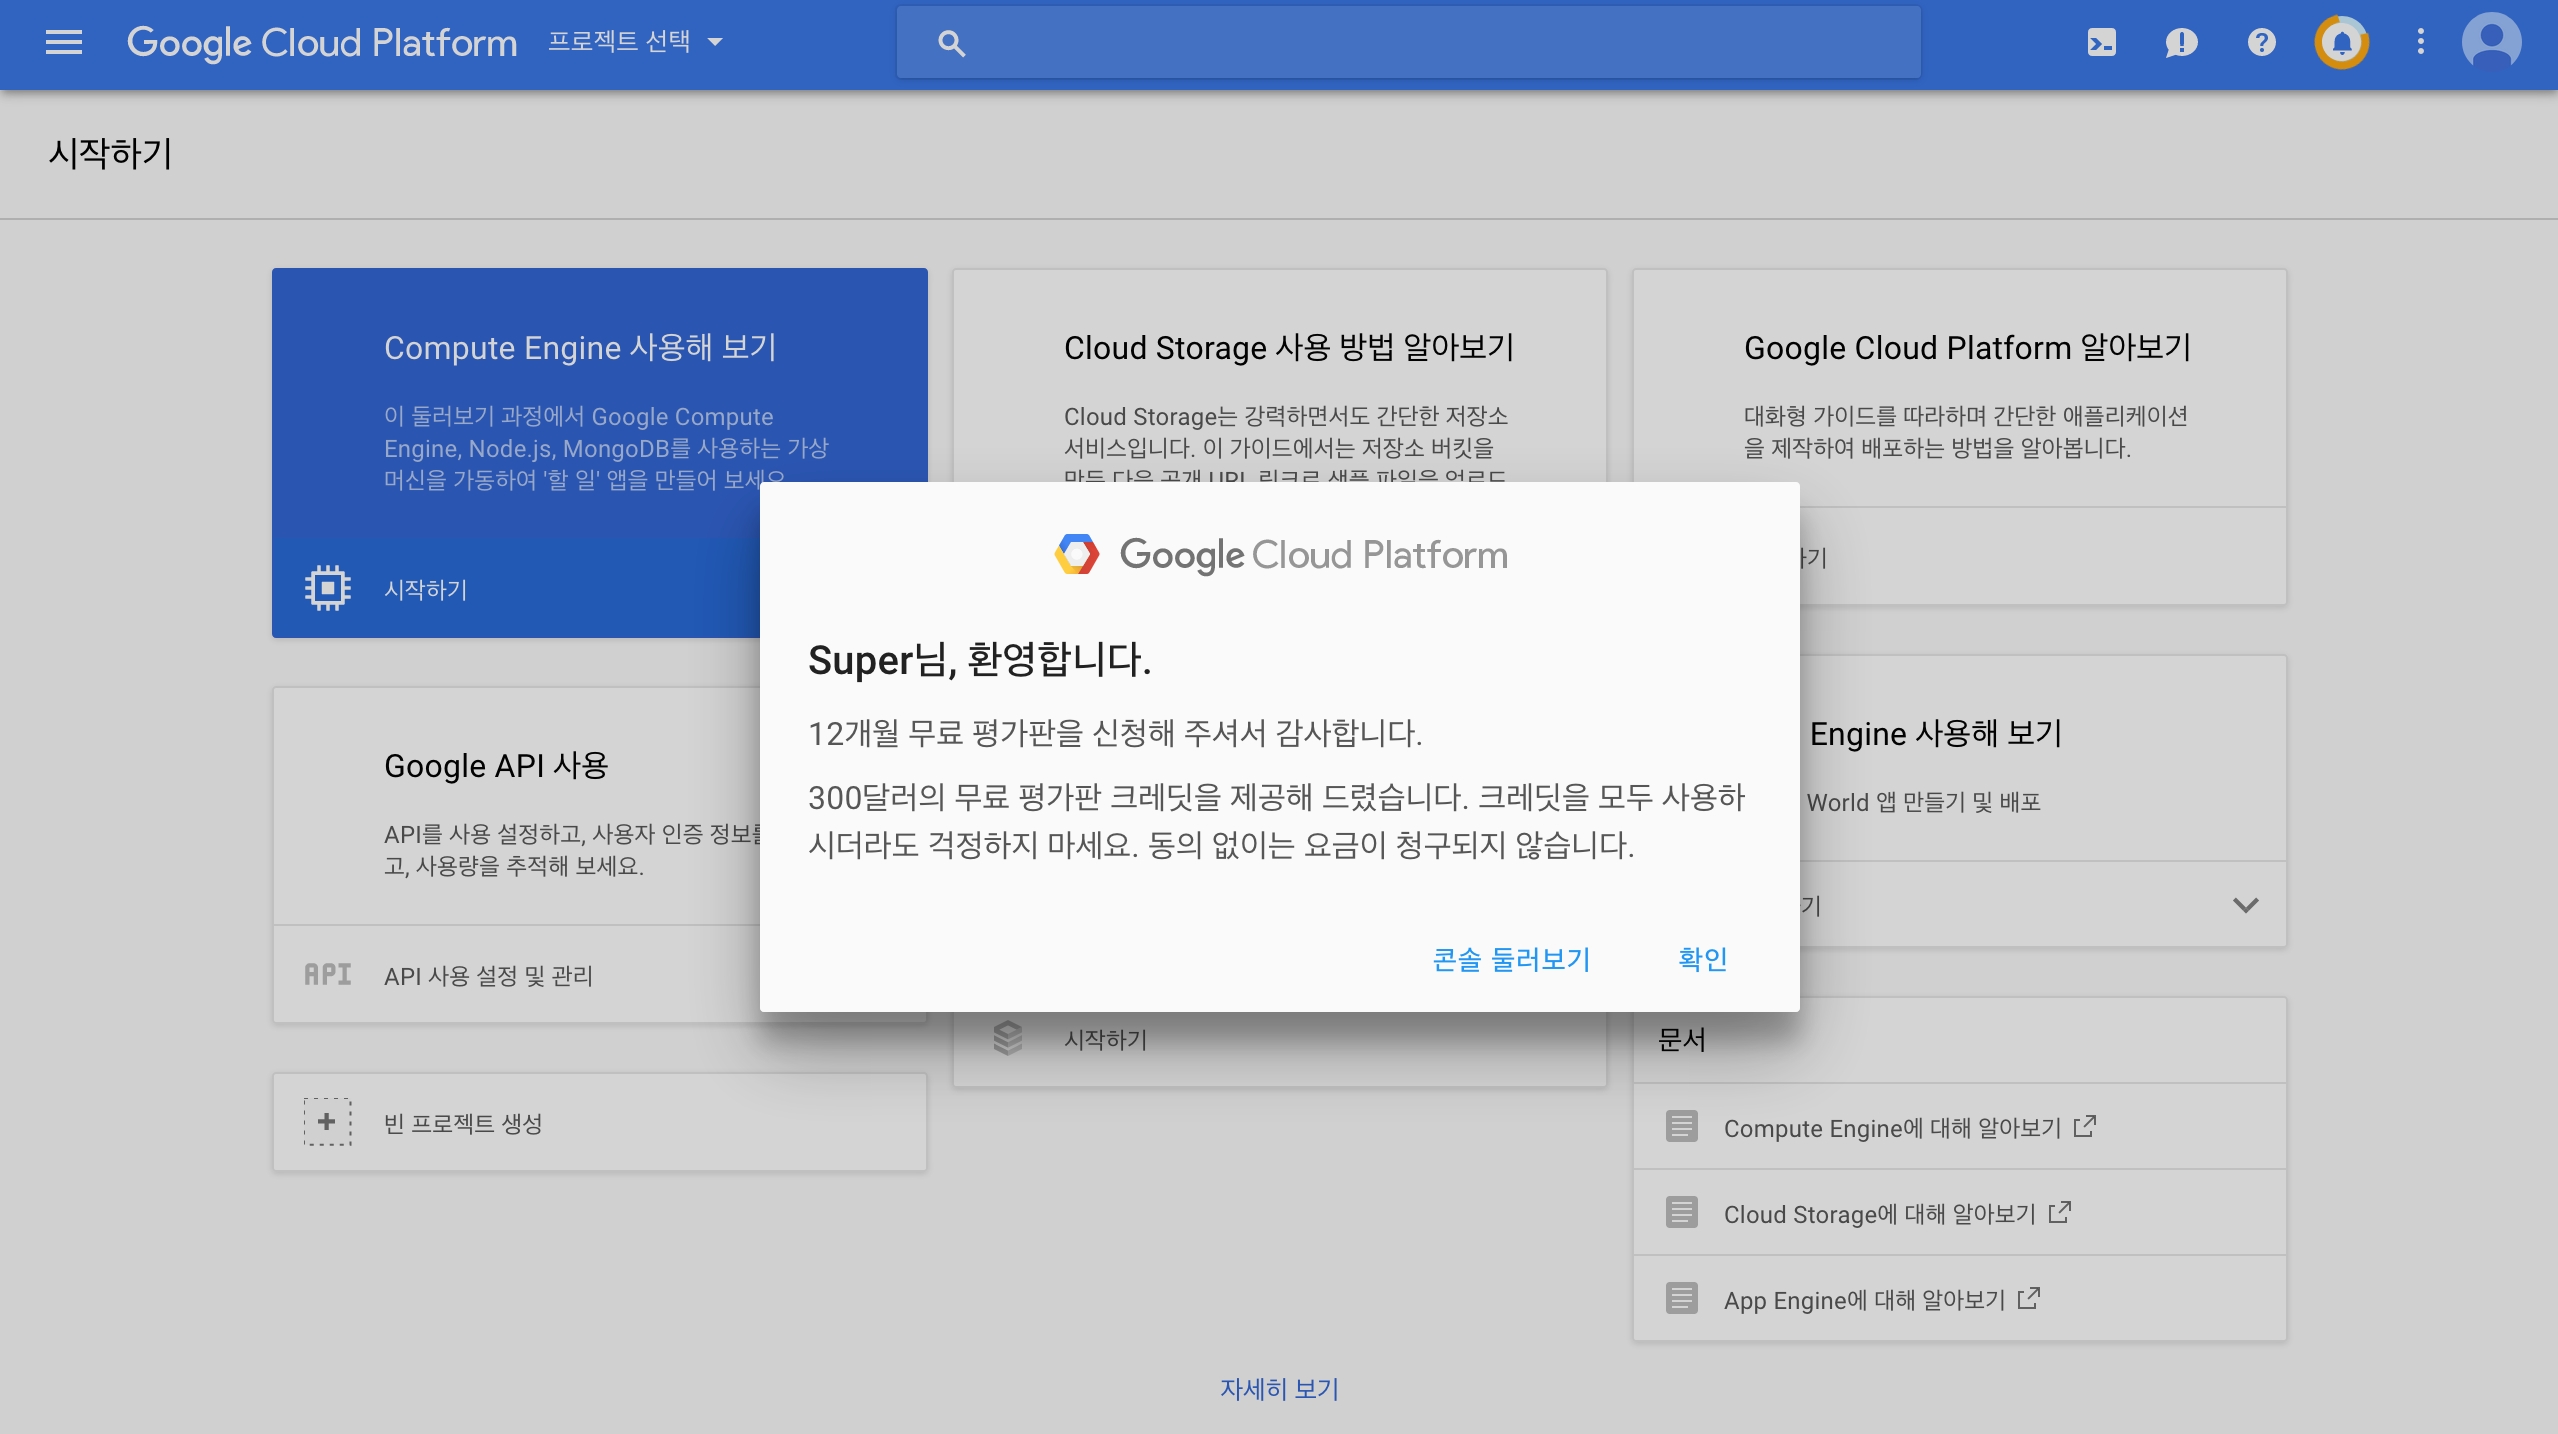 Google Cloud Platform 프로젝트 선택
시작하기
Compute Engine 사용해 보기
이 둘러보기 과정에서 Google Compute
Engine, Node.js, MongoDB를 사용하는 가상
머신을 가동하여 '할 일' 앱을 만들어 보세요
시작하기
Google API 사용
API를 사용 설정하고, 사용자 인증 정보를
고, 사용량을 추적해 보세요.
API API 사용 설정 및 관리
빈 프로젝트 생성
Cloud Storage 사용 방법 알아보기
Cloud Storage는 강력하면서도 간단한 저장소
서비스입니다. 이 가이드에서는 저장소 버킷을
만든 다음 공개 URL 링크로 샘플 파일을 업로드
시작하기
Google Cloud Platform 알아보기
대화형 가이드를 따라하며 간단한 애플리케이션
을 제작하여 배포하는 방법을 알아봅니다.
하기
Engine 사용해 보기
World 앱 만들기 및 배포
기
문서
Compute Engine에 대해 알아보기
Cloud Storage에 대해 알아보기
App Engine에 대해 알아보기
Google Cloud Platform
Super님, 환영합니다.
12개월 무료 평가판을 신청해 주셔서 감사합니다.
300달러의 무료 평가판 크레딧을 제공해 드렸습니다. 크레딧을 모두 사용하
시더라도 걱정하지 마세요. 동의 없이는 요금이 청구되지 않습니다.
콘솔 둘러보기 확인
자세히 보기